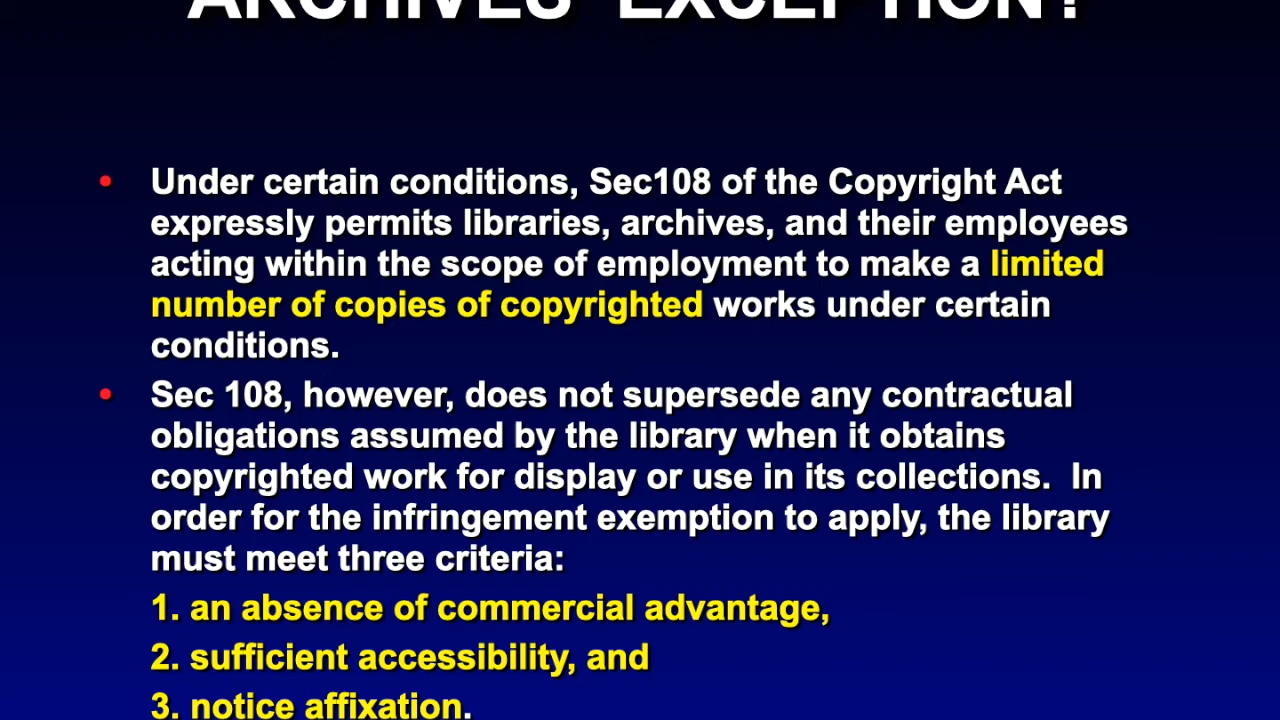 ARCHIVES' EXCEPTION?
Under certain conditions, Sec108 of the Copyright Act
expressly permits libraries, archives, and their employees
acting within the scope of employment to make a limited
number of copies of copyrighted works under certain
conditions.
Sec 108, however, does not supersede any contractual
obligations assumed by the library when it obtains
copyrighted work for display or use in its collections.  In
order for the infringement exemption to apply, the library
must meet three criteria:
1. an absence of commercial advantage,
2. sufficient accessibility, and
3. notice affixation.